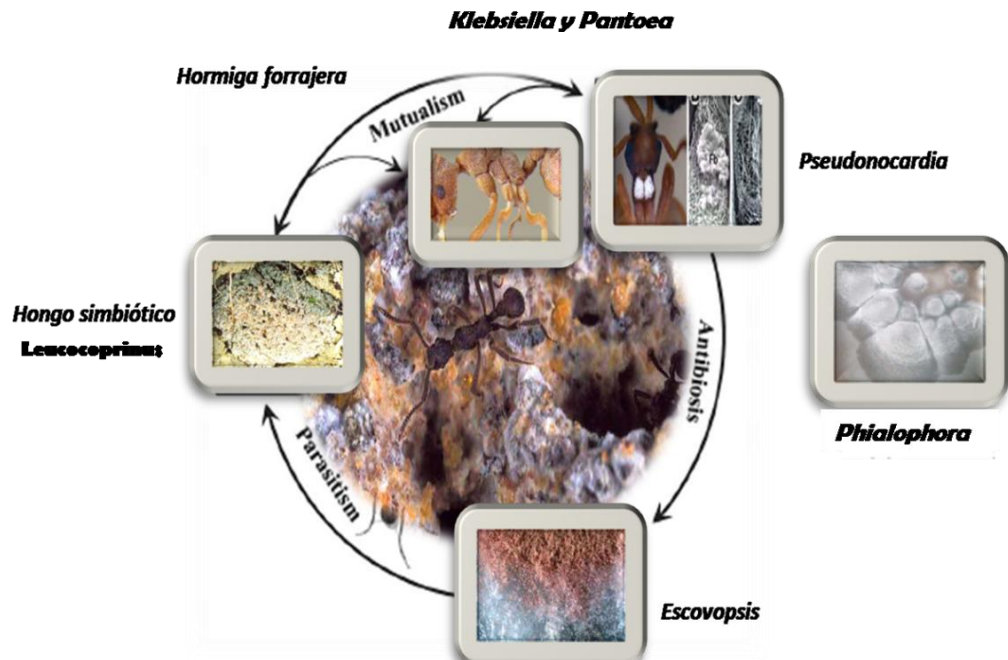 Klebsiella y Pantoea
Hormiga forrajera
Mutualism
Pseudonocardia
Hongo simbiótico
Leucocoprinus
Antibiosis
Phialophora
Parasitism
Escovopsis